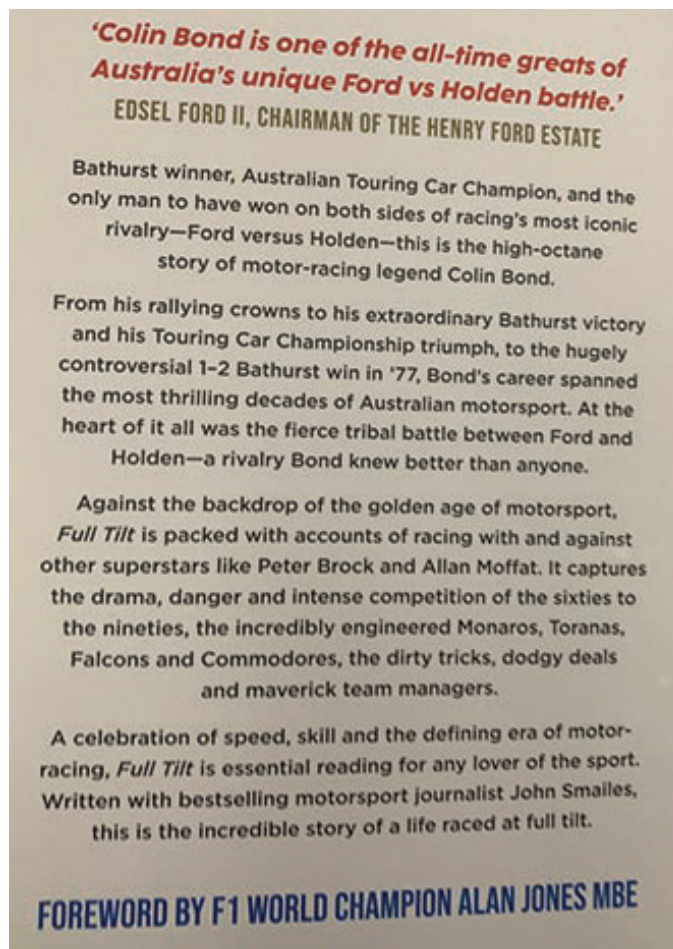 ‘Colin Bond is one of the all-time greats of
Australia’s unique Ford vs Holden battle.’
EDSEL FORD II, CHAIRMAN OF THE HENRY FORD ESTATE
Bathurst winner, Australian Touring Car Champion, and the
only man to have won on both sides of racing’s most iconic
rivalry—Ford versus Holden—this is the high-octane
story of motor-racing legend Colin Bond.
From his rallying crowns to his extraordinary Bathurst victory
and his Touring Car Championship triumph, to the hugely
controversial 1–2 Bathurst win in ’77, Bond’s career spanned
the most thrilling decades of Australian motorsport. At the
heart of it all was the fierce tribal battle between Ford and
Holden—a rivalry Bond knew better than anyone.
Against the backdrop of the golden age of motorsport,
Full Tilt is packed with accounts of racing with and against
other superstars like Peter Brock and Allan Moffat. It captures
the drama, danger and intense competition of the sixties to
the nineties, the incredibly engineered Monaros, Toranas,
Falcons and Commodores, the dirty tricks, dodgy deals
and maverick team managers.
A celebration of speed, skill and the defining era of motor-
racing, Full Tilt is essential reading for any lover of the sport.
Written with bestselling motorsport journalist John Smailes,
this is the incredible story of a life raced at full tilt.
FOREWORD BY F1 WORLD CHAMPION ALAN JONES MBE